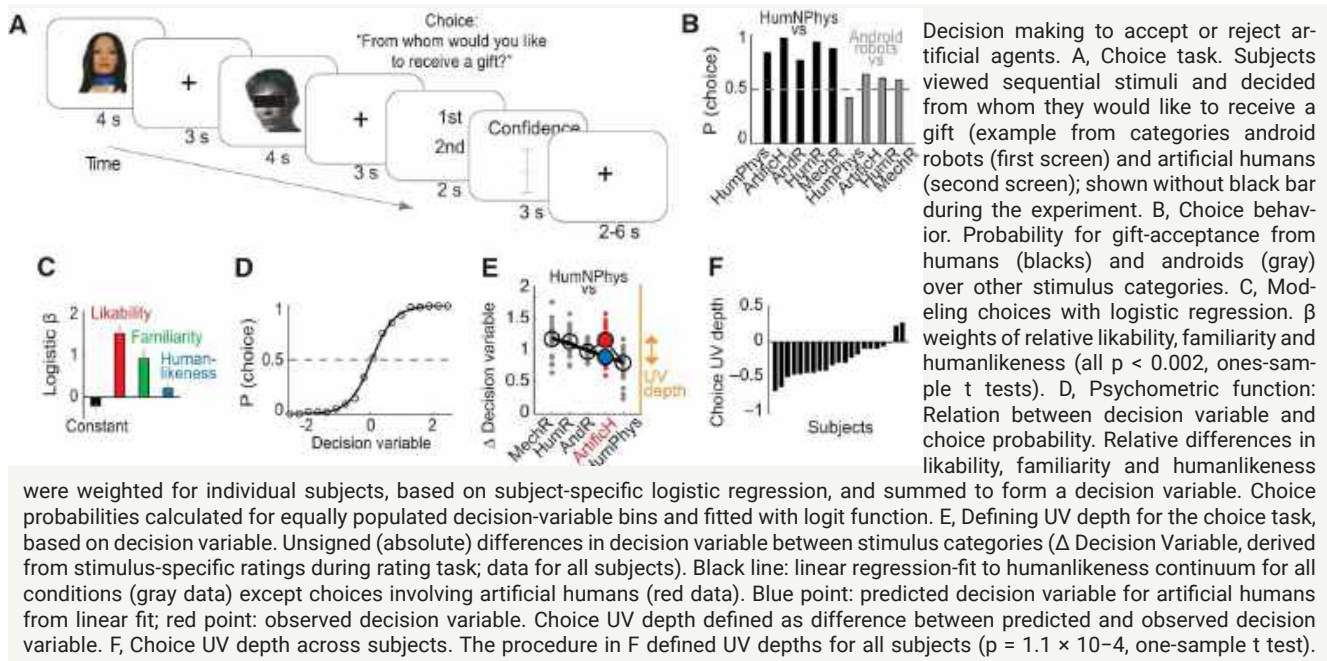 A
Choice:
"From whom would you like
to receive a gift?"
+
+
1st
2nd
Confidence
+
4 s
3 s
4 s
3 s
2 s
3 s
2-6 s
Time
B
HumNPhys
vs
Android
robots
vs
P (choice)
1
0.5
0
HumPhys
ArtificH
AndR
HumR
MechR
HumPhys
ArtificH
HumR
MechR
C
Logistic β
2
1
0
Likability
Familiarity
Human-
likeness
Constant
D
P (choice)
1
0.5
0
-2
0
2
Decision variable
E
HumNPhys
vs
Δ Decision variable
2
1.5
1
0.5
0
UV
depth
MechR
HumR
AndR
ArtificH
HumPhys
F
Choice UV depth
0.5
0
−0.5
−1
Subjects
Decision making to accept or reject ar-
tificial agents. A, Choice task. Subjects
viewed sequential stimuli and decided
from whom they would like to receive a
gift (example from categories android
robots (first screen) and artificial humans
(second screen); shown without black bar
during the experiment. B, Choice behav-
ior. Probability for gift-acceptance from
humans (blacks) and androids (gray)
over other stimulus categories. C, Mod-
eling choices with logistic regression. β
weights of relative likability, familiarity and
humanlikeness (all p < 0.002, ones-sam-
ple t tests). D, Psychometric function:
Relation between decision variable and
choice probability. Relative differences in
likability, familiarity and humanlikeness
were weighted for individual subjects, based on subject-specific logistic regression, and summed to form a decision variable. Choice
probabilities calculated for equally populated decision-variable bins and fitted with logit function. E, Defining UV depth for the choice task,
based on decision variable. Unsigned (absolute) differences in decision variable between stimulus categories (Δ Decision Variable, derived
from stimulus-specific ratings during rating task; data for all subjects). Black line: linear regression-fit to humanlikeness continuum for all
conditions (gray data) except choices involving artificial humans (red data). Blue point: predicted decision variable for artificial humans
from linear fit; red point: observed decision variable. Choice UV depth defined as difference between predicted and observed decision
variable. F, Choice UV depth across subjects. The procedure in F defined UV depths for all subjects (p = 1.1 × 10−4, one-sample t test).